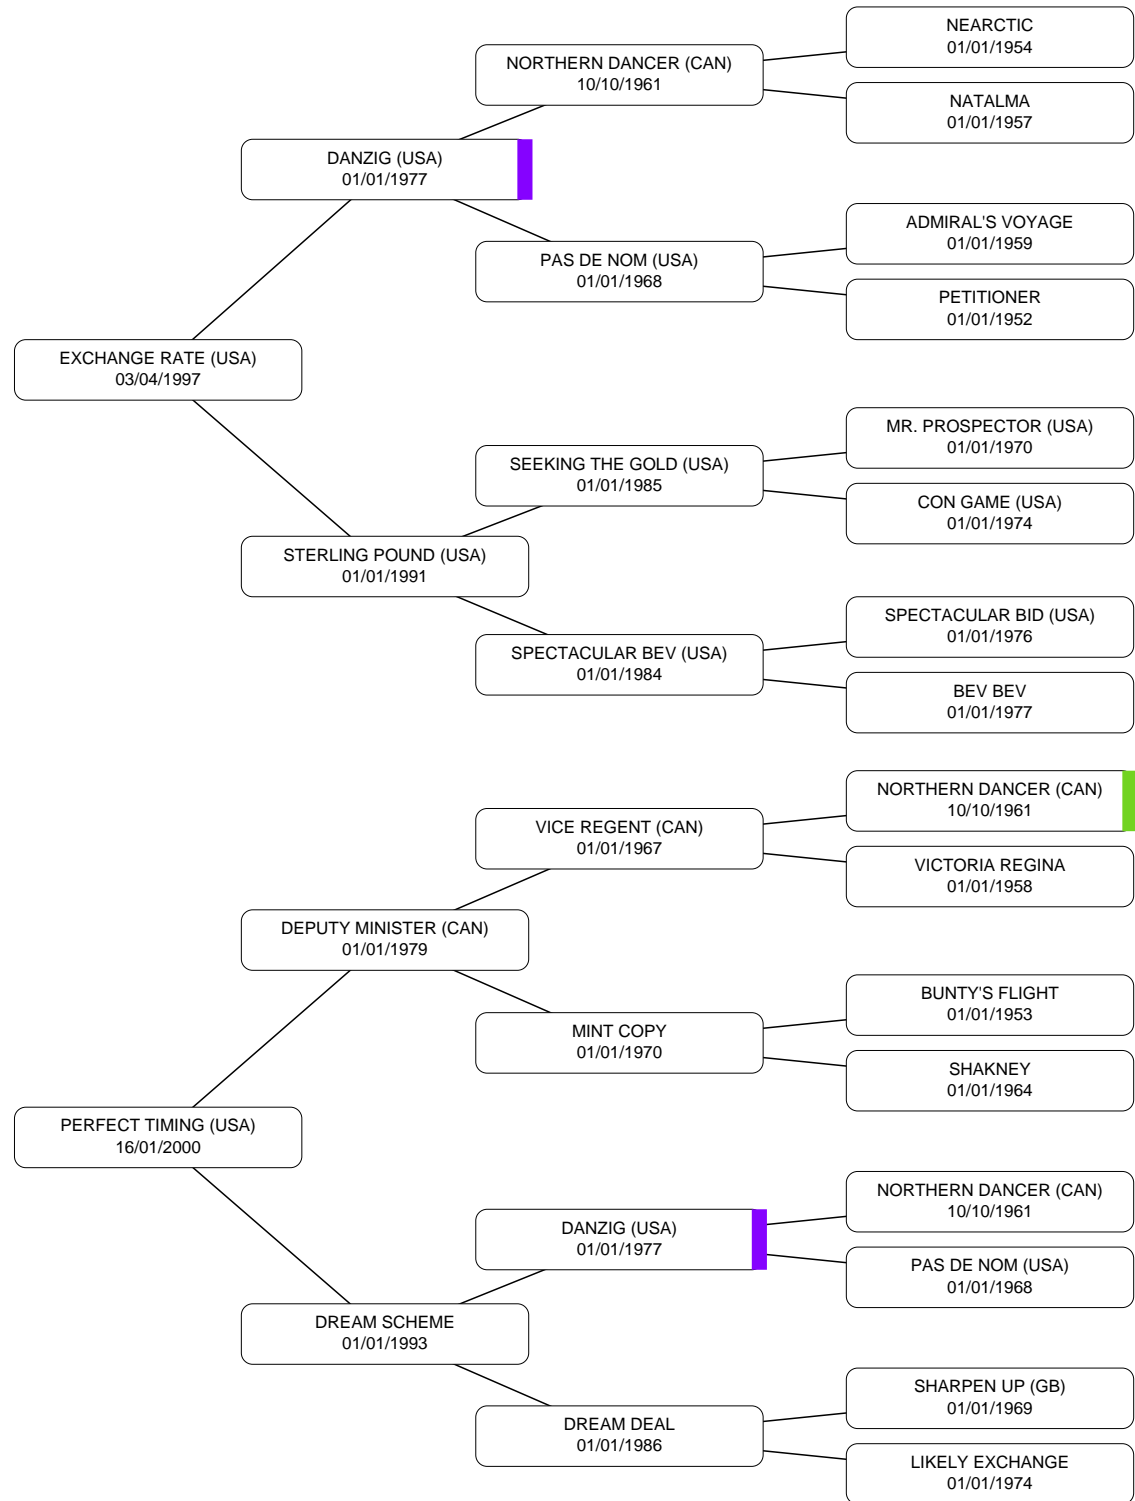 NEARCTIC
01/01/1954
NORTHERN DANCER (CAN)
10/10/1961
NATALMA
01/01/1957
DANZIG (USA)
01/01/1977
ADMIRAL'S VOYAGE
01/01/1959
PAS DE NOM (USA)
01/01/1968
PETITIONER
01/01/1952
EXCHANGE RATE (USA)
03/04/1997
MR. PROSPECTOR (USA)
01/01/1970
SEEKING THE GOLD (USA)
01/01/1985
CON GAME (USA)
01/01/1974
STERLING POUND (USA)
01/01/1991
SPECTACULAR BID (USA)
01/01/1976
SPECTACULAR BEV (USA)
01/01/1984
BEV BEV
01/01/1977
NORTHERN DANCER (CAN)
10/10/1961
VICE REGENT (CAN)
01/01/1967
VICTORIA REGINA
01/01/1958
DEPUTY MINISTER (CAN)
01/01/1979
BUNTY'S FLIGHT
01/01/1953
MINT COPY
01/01/1970
SHAKNEY
01/01/1964
PERFECT TIMING (USA)
16/01/2000
NORTHERN DANCER (CAN)
10/10/1961
DANZIG (USA)
01/01/1977
PAS DE NOM (USA)
01/01/1968
DREAM SCHEME
01/01/1993
SHARPEN UP (GB)
01/01/1969
DREAM DEAL
01/01/1986
LIKELY EXCHANGE
01/01/1974